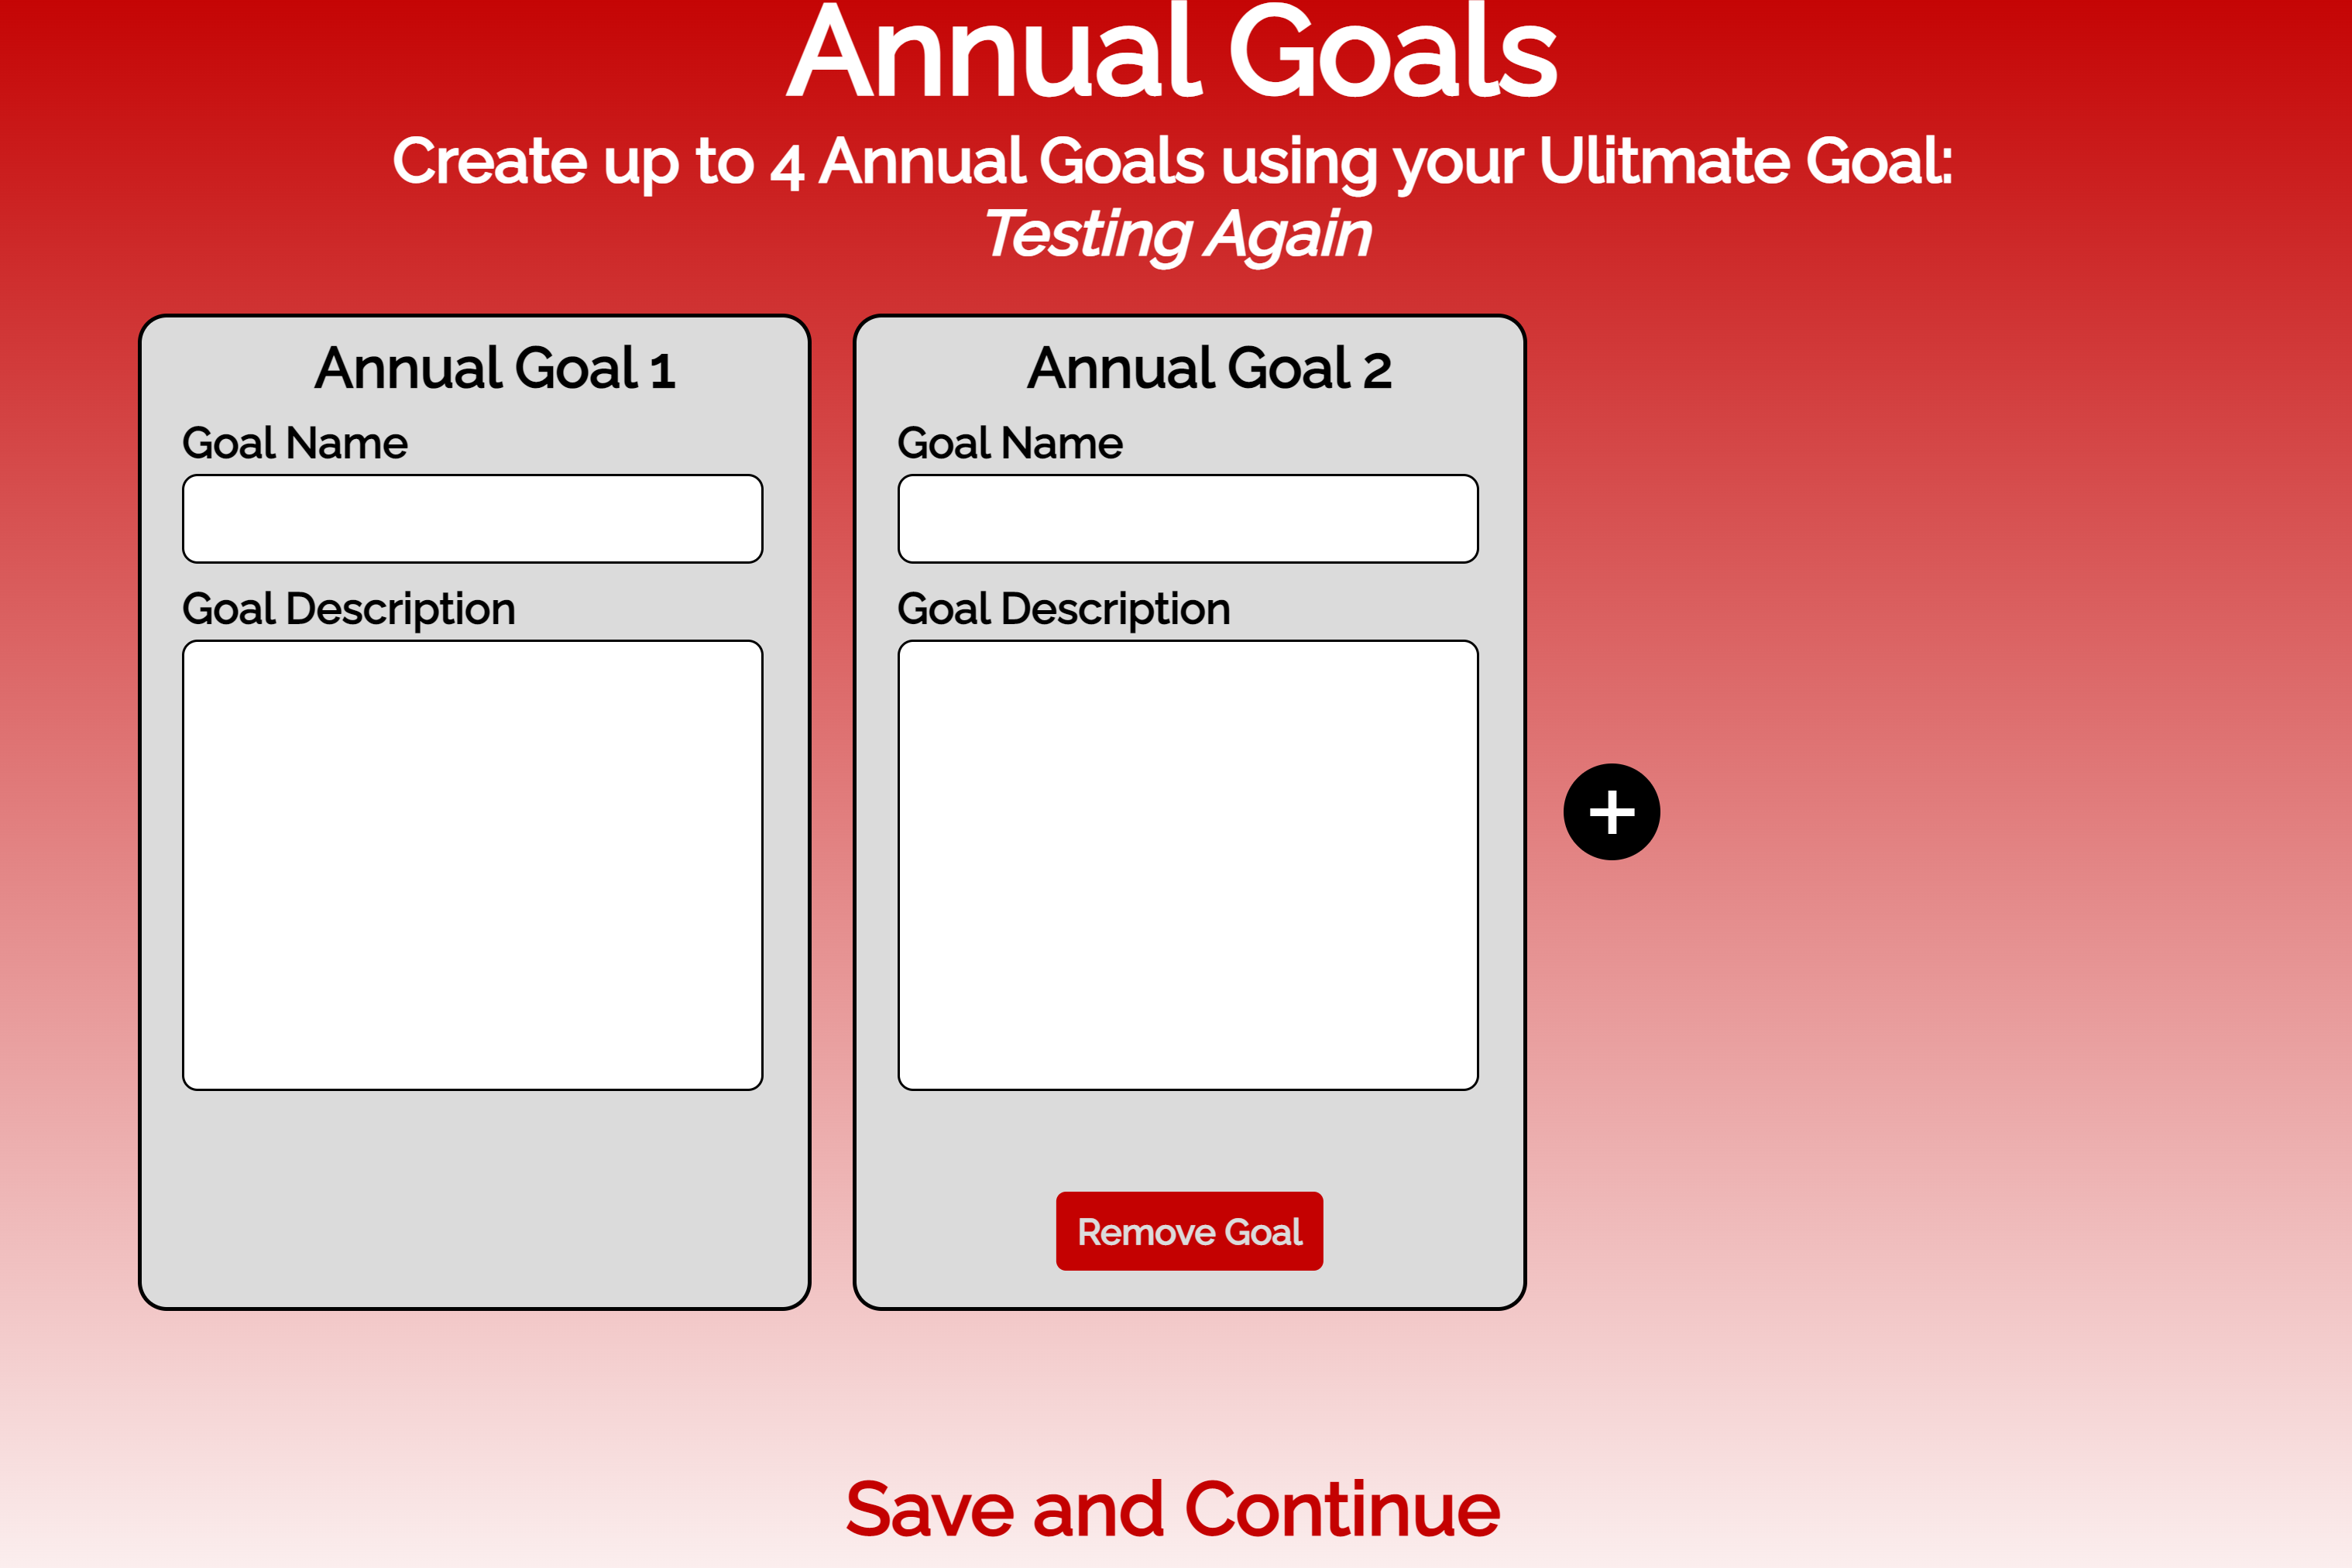 Annual Goals
Create up to 4 Annual Goals using your Ulitmate Goal:
Testing Again
Annual Goal 1
Goal Name
Goal Description
Annual Goal 2
Goal Name
Goal Description
+
Remove Goal
Save and Continue